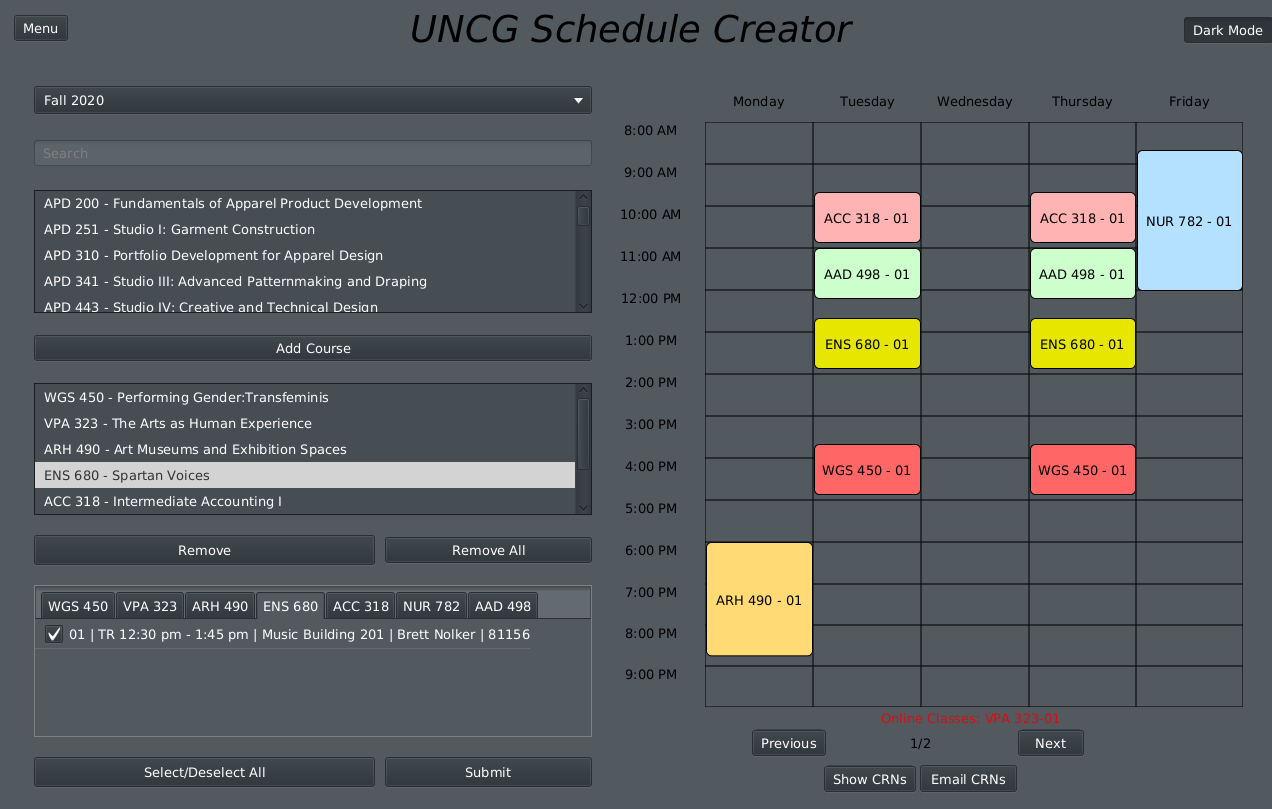 Menu
UNCG Schedule Creator
Dark Mode
Fall 2020
Search
APD 200 - Fundamentals of Apparel Product Development
APD 251 - Studio I: Garment Construction
APD 310 - Portfolio Development for Apparel Design
APD 341 - Studio III: Advanced Patternmaking and Draping
APD 443 - Studio IV: Creative and Technical Design
Add Course
WGS 450 - Performing Gender:Transfeminis
VPA 323 - The Arts as Human Experience
ARH 490 - Art Museums and Exhibition Spaces
ENS 680 - Spartan Voices
ACC 318 - Intermediate Accounting I
Remove Remove All
WGS 450 VPA 323 ARH 490 ENS 680 ACC 318 NUR 782 AAD 498
01 | TR 12:30 pm - 1:45 pm | Music Building 201 | Brett Nolker | 81156
Select/Deselect All Submit
Monday Tuesday Wednesday Thursday Friday
8:00 AM
9:00 AM
10:00 AM ACC 318 - 01 ACC 318 - 01 NUR 782 - 01
11:00 AM AAD 498 - 01 AAD 498 - 01
12:00 PM
1:00 PM ENS 680 - 01 ENS 680 - 01
2:00 PM
3:00 PM
4:00 PM WGS 450 - 01 WGS 450 - 01
5:00 PM
6:00 PM
7:00 PM ARH 490 - 01
8:00 PM
9:00 PM
Online Classes: VPA 323-01
Previous 1/2 Next
Show CRNs Email CRNs